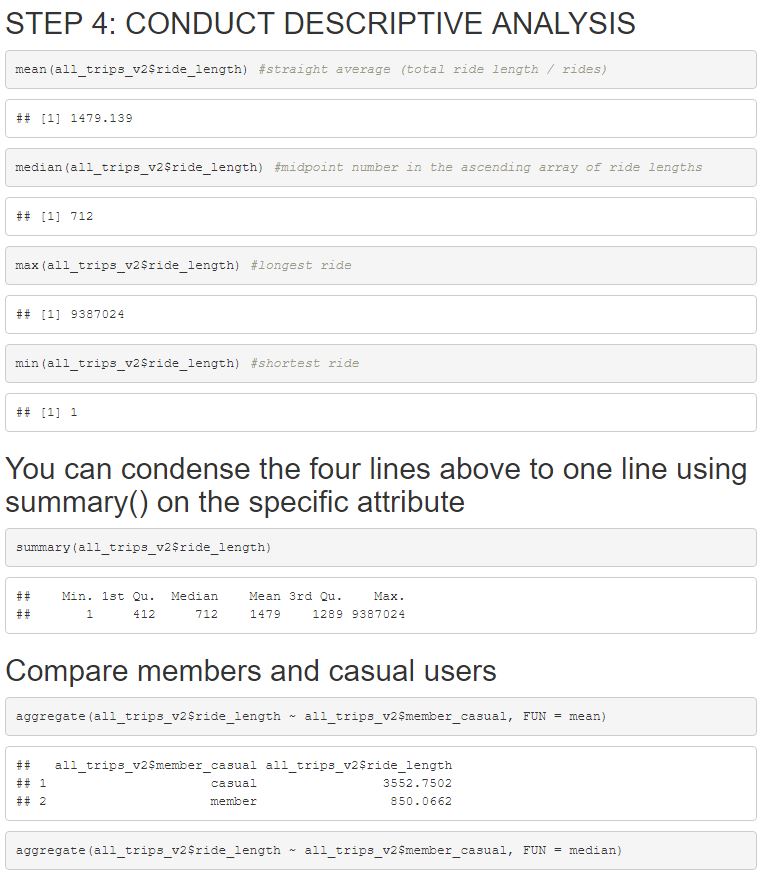 STEP 4: CONDUCT DESCRIPTIVE ANALYSIS
mean(all_trips_v2$ride_length) #straight average (total ride length / rides)
## [1] 1479.139
median(all_trips_v2$ride_length) #midpoint number in the ascending array of ride lengths
## [1] 712
max(all_trips_v2$ride_length) #longest ride
## [1] 9387024
min(all_trips_v2$ride_length) #shortest ride
## [1] 1
You can condense the four lines above to one line using
summary() on the specific attribute
summary(all_trips_v2$ride_length)
##    Min. 1st Qu.  Median    Mean 3rd Qu.    Max.
##       1     412     712    1479    1289 9387024
Compare members and casual users
aggregate(all_trips_v2$ride_length ~ all_trips_v2$member_casual, FUN = mean)
##   all_trips_v2$member_casual all_trips_v2$ride_length
## 1                     casual                3552.7502
## 2                     member                 850.0662
aggregate(all_trips_v2$ride_length ~ all_trips_v2$member_casual, FUN = median)